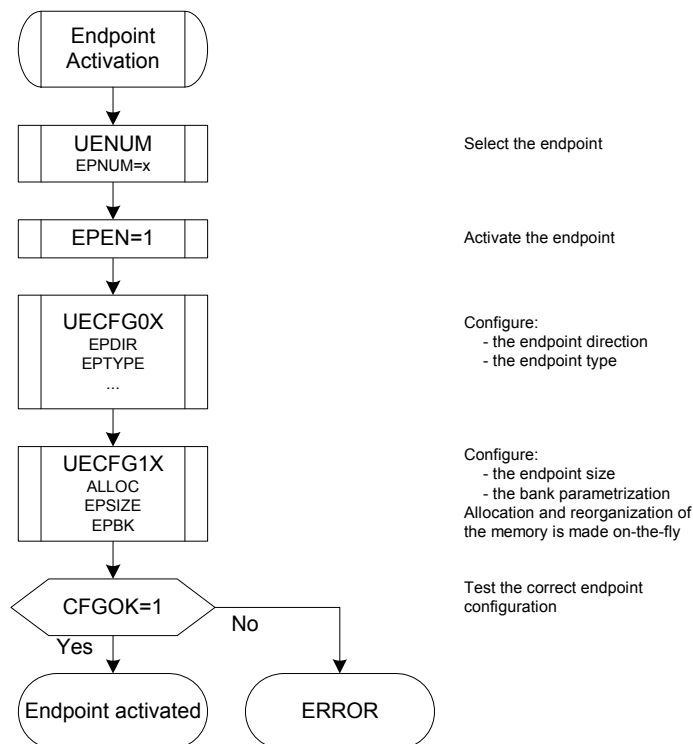 Endpoint
Activation
UENUM
EPNUM=x
Select the endpoint
EPEN=1
Activate the endpoint
UECFG0X
EPDIR
EPTYPE
...
Configure:
- the endpoint direction
- the endpoint type
UECFG1X
ALLOC
EPSIZE
EPBK
Configure:
- the endpoint size
- the bank parametrization
Allocation and reorganization of
the memory is made on-the-fly
CFGOK=1
Test the correct endpoint
configuration
No
Yes
Endpoint activated
ERROR